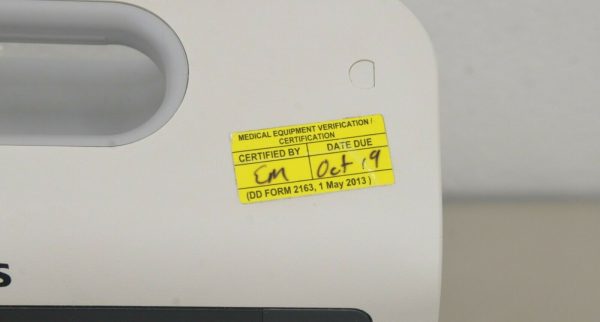 MEDICAL EQUIPMENT VERIFICATION /
CERTIFICATION
CERTIFIED BY DATE DUE
EM Oct 19
(DD FORM 2163, 1 May 2013 )
s